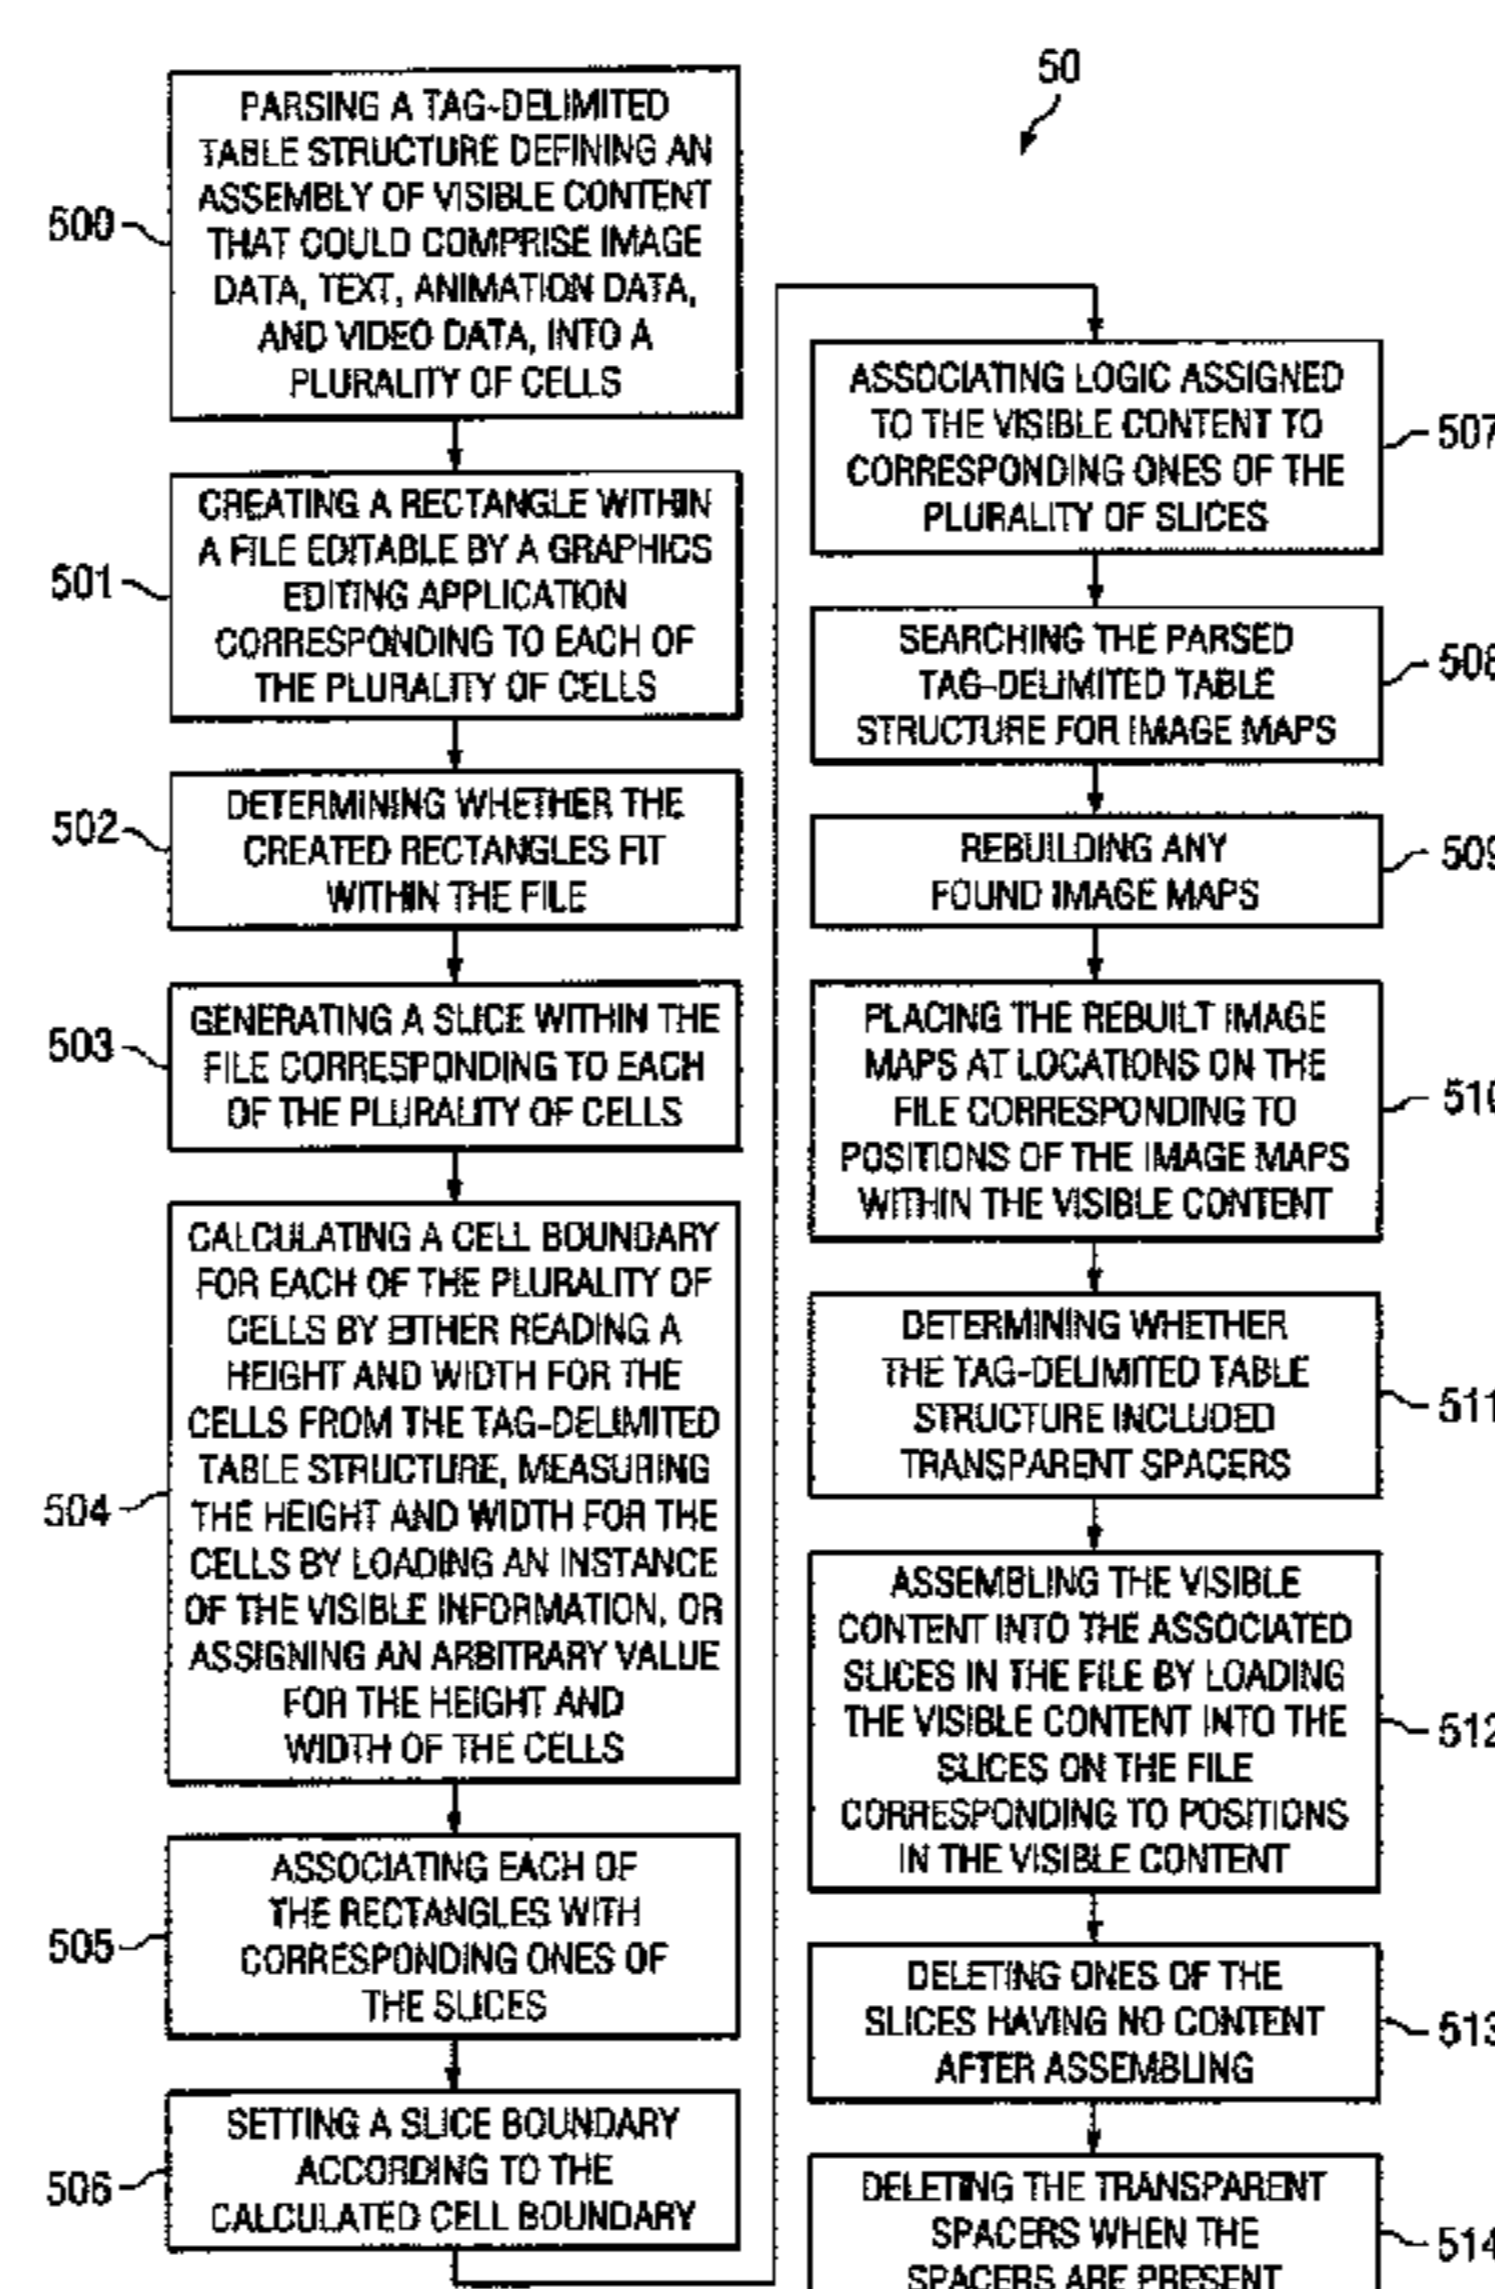 50
500
PARSING A TAG-DELIMITED
TABLE STRUCTURE DEFINING AN
ASSEMBLY OF VISIBLE CONTENT
THAT COULD COMPRISE IMAGE
DATA, TEXT, ANIMATION DATA,
AND VIDEO DATA, INTO A
PLURALITY OF CELLS
501
CREATING A RECTANGLE WITHIN
A FILE EDITABLE BY A GRAPHICS
EDITING APPLICATION
CORRESPONDING TO EACH OF
THE PLURALITY OF CELLS
502
DETERMINING WHETHER THE
CREATED RECTANGLES FIT
WITHIN THE FILE
503
GENERATING A SLICE WITHIN THE
FILE CORRESPONDING TO EACH
OF THE PLURALITY OF CELLS
504
CALCULATING A CELL BOUNDARY
FOR EACH OF THE PLURALITY OF
CELLS BY EITHER READING A
HEIGHT AND WIDTH FOR THE
CELLS FROM THE TAG-DELIMITED
TABLE STRUCTURE, MEASURING
THE HEIGHT AND WIDTH FOR THE
CELLS BY LOADING AN INSTANCE
OF THE VISIBLE INFORMATION, OR
ASSIGNING AN ARBITRARY VALUE
FOR THE HEIGHT AND
WIDTH OF THE CELLS
505
ASSOCIATING EACH OF
THE RECTANGLES WITH
CORRESPONDING ONES OF
THE SLICES
506
SETTING A SLICE BOUNDARY
ACCORDING TO THE
CALCULATED CELL BOUNDARY
ASSOCIATING LOGIC ASSIGNED
TO THE VISIBLE CONTENT TO
CORRESPONDING ONES OF THE
PLURALITY OF SLICES
507
SEARCHING THE PARSED
TAG-DELIMITED TABLE
STRUCTURE FOR IMAGE MAPS
508
REBUILDING ANY
FOUND IMAGE MAPS
509
PLACING THE REBUILT IMAGE
MAPS AT LOCATIONS ON THE
FILE CORRESPONDING TO
POSITIONS OF THE IMAGE MAPS
WITHIN THE VISIBLE CONTENT
510
DETERMINING WHETHER
THE TAG-DELIMITED TABLE
STRUCTURE INCLUDED
TRANSPARENT SPACERS
511
ASSEMBLING THE VISIBLE
CONTENT INTO THE ASSOCIATED
SLICES IN THE FILE BY LOADING
THE VISIBLE CONTENT INTO THE
SLICES ON THE FILE
CORRESPONDING TO POSITIONS
IN THE VISIBLE CONTENT
512
DELETING ONES OF THE
SLICES HAVING NO CONTENT
AFTER ASSEMBLING
513
DELETING THE TRANSPARENT
SPACERS WHEN THE
SPACERS ARE PRESENT
514